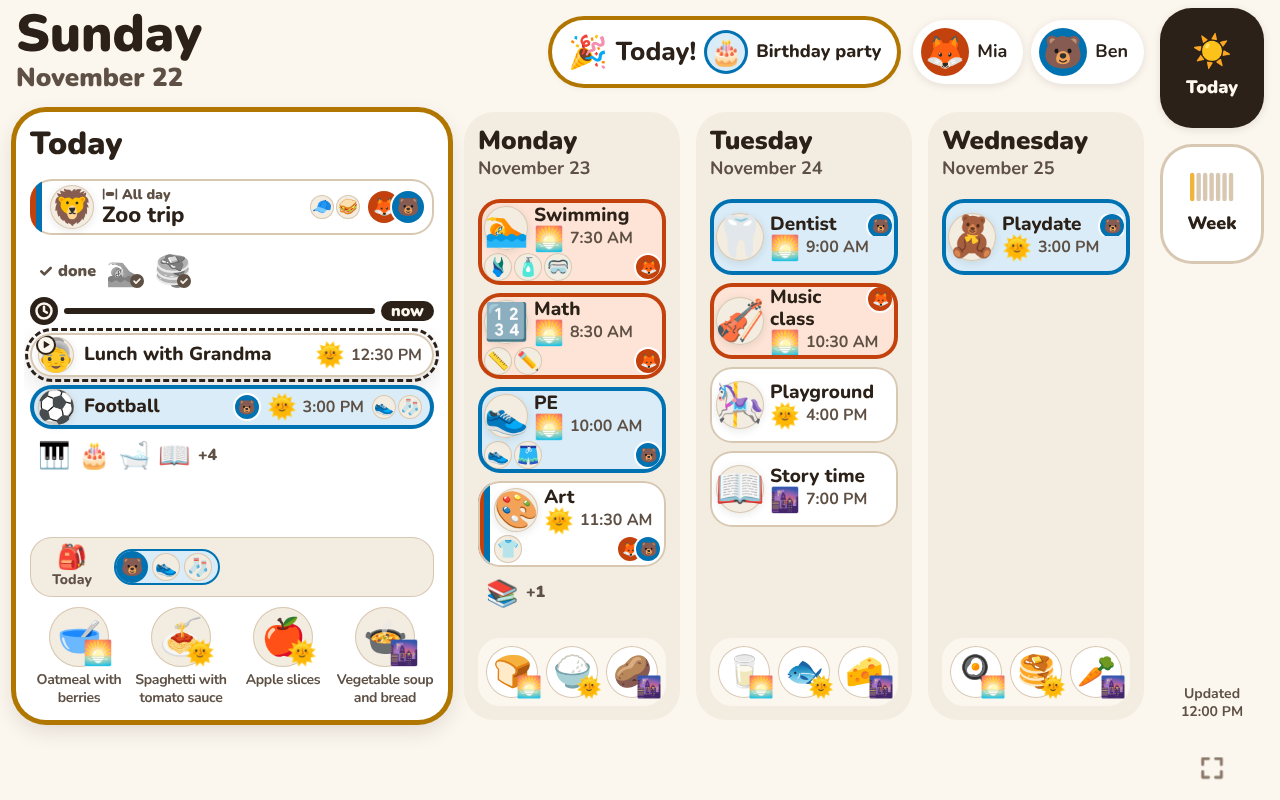 Sunday
November 22
Today!
Birthday party
Mia
Ben
Today
Week
Today
All day
Zoo trip
done
now
Lunch with Grandma
12:30 PM
Football
3:00 PM
+4
Today
Oatmeal with
berries
Spaghetti with
tomato sauce
Apple slices
Vegetable soup
and bread
Monday
November 23
Swimming
7:30 AM
Math
1 2
3 4
8:30 AM
PE
10:00 AM
Art
11:30 AM
+1
Tuesday
November 24
Dentist
9:00 AM
Music
class
10:30 AM
Playground
4:00 PM
Story time
7:00 PM
Wednesday
November 25
Playdate
3:00 PM
Updated
12:00 PM